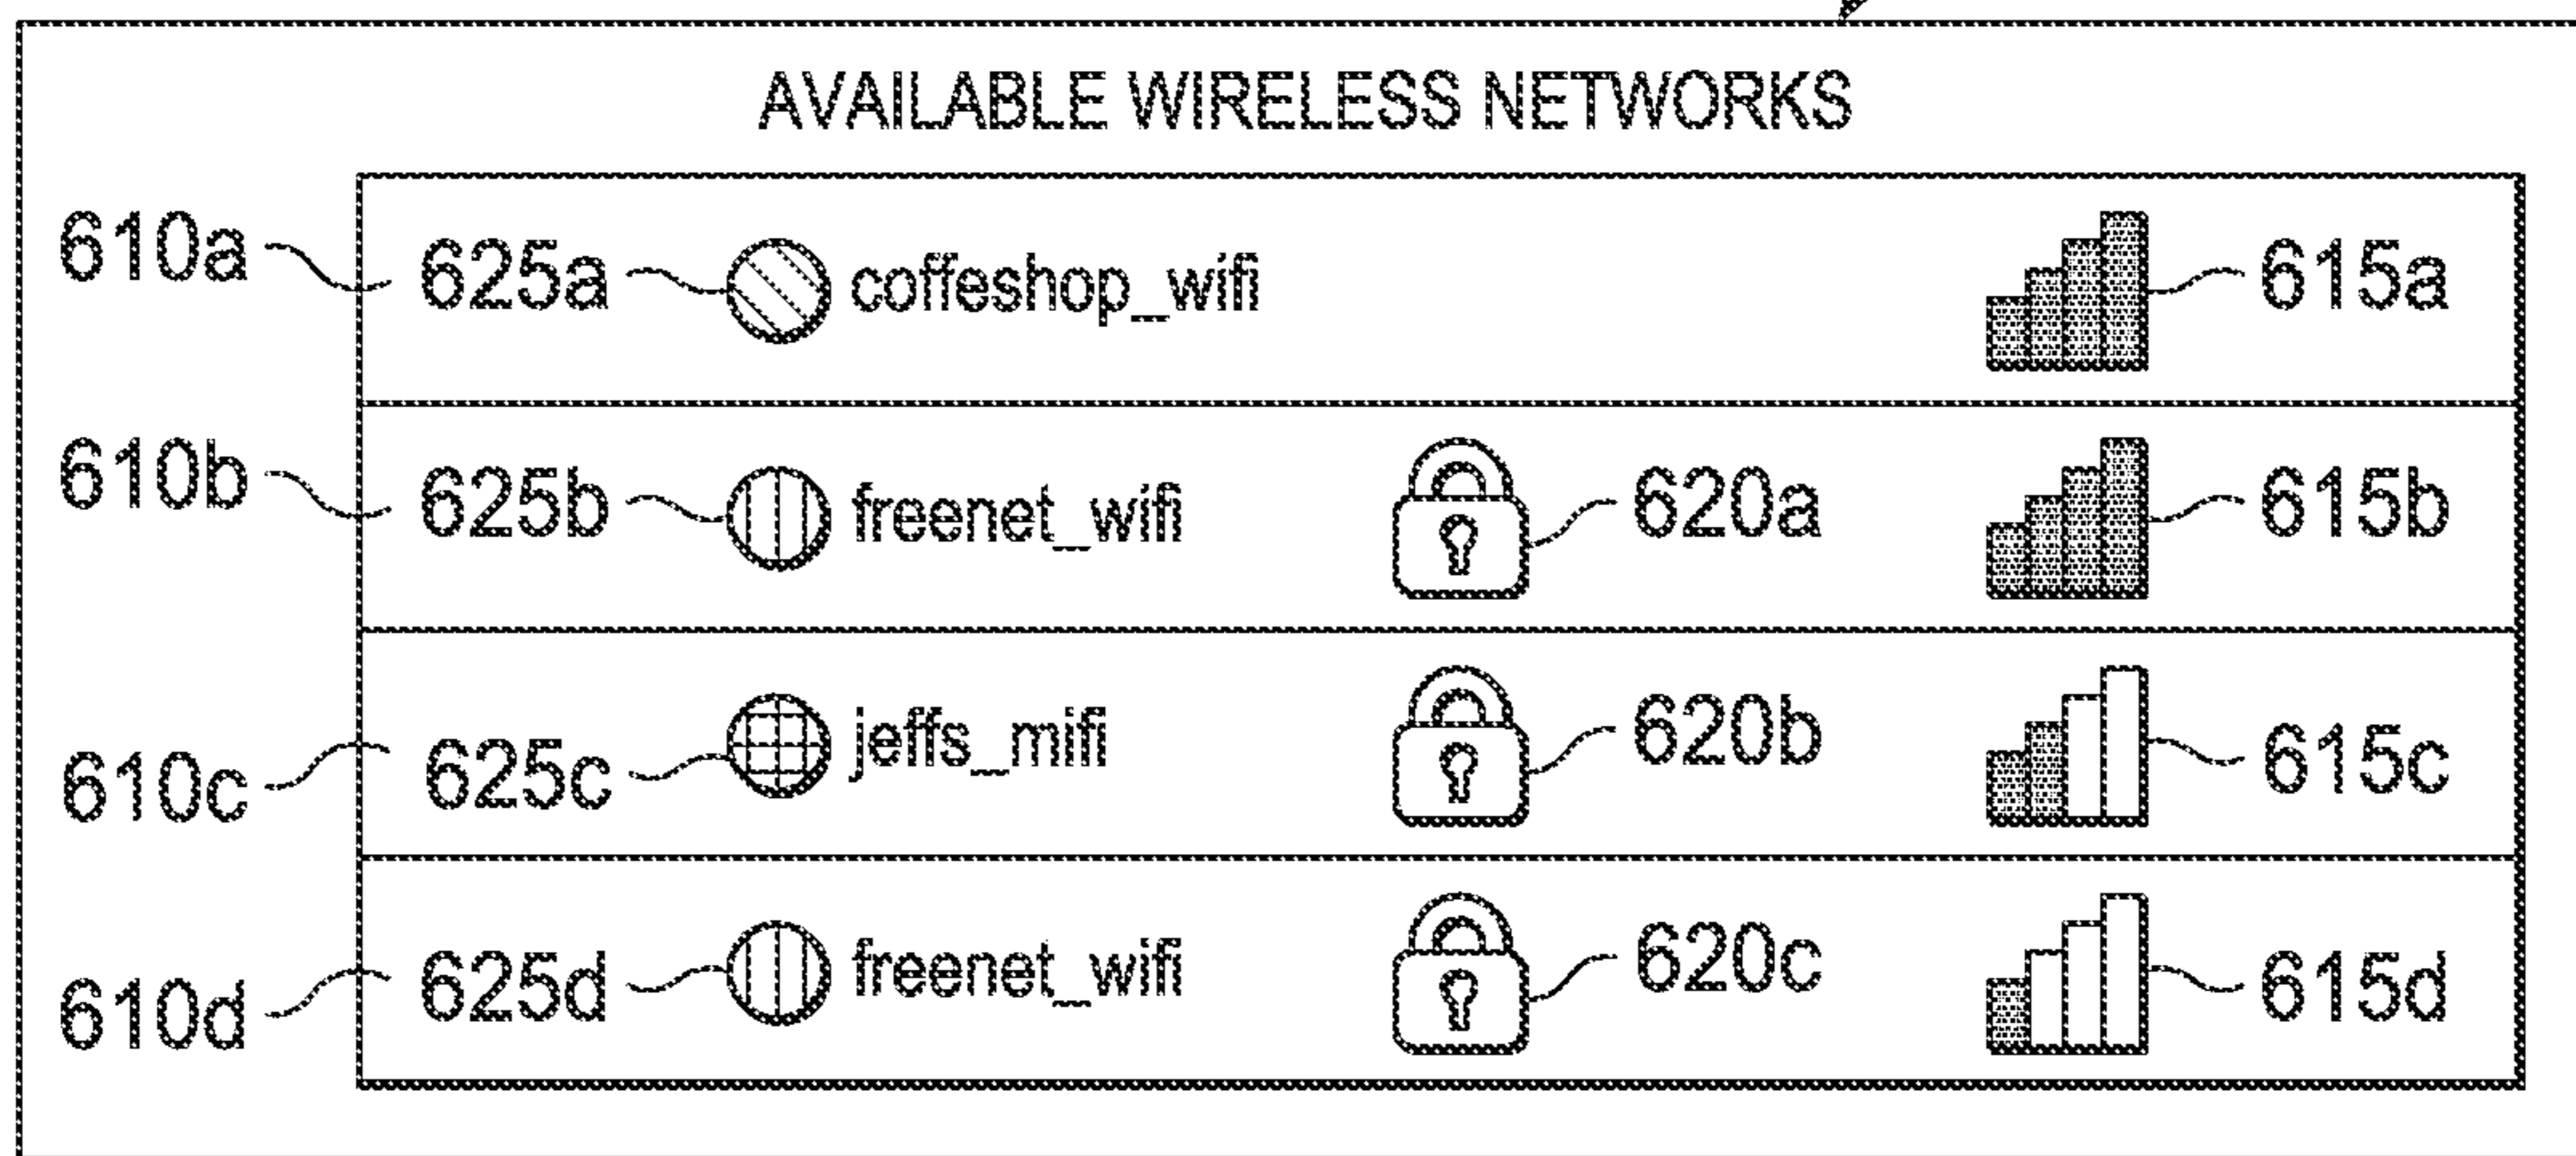 AVAILABLE WIRELESS NETWORKS
610a 625a coffeshop_wifi 615a
610b 625b freenet_wifi 620a 615b
610c 625c jeffs_mifi 620b 615c
610d 625d freenet_wifi 620c 615d